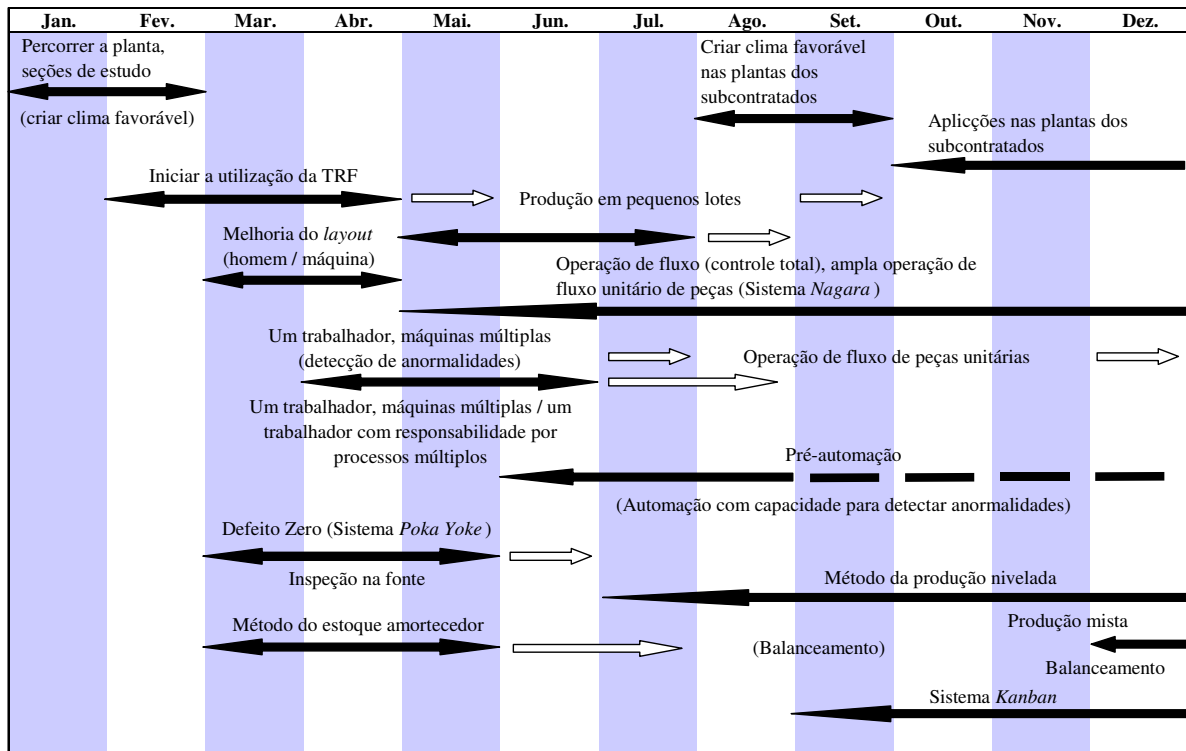 Jan. Fev. Mar. Abr. Mai. Jun. Jul. Ago. Set. Out. Nov. Dez.
Percorrer a planta,
seções de estudo
(criar clima favorável)
Criar clima favorável
nas plantas dos
subcontratados
Aplicções nas plantas dos
subcontratados
Iniciar a utilização da TRF
Produção em pequenos lotes
Melhoria do layout
(homem / máquina)
Operação de fluxo (controle total), ampla operação de
fluxo unitário de peças (Sistema Nagara)
Um trabalhador, máquinas múltiplas
(detecção de anormalidades)
Operação de fluxo de peças unitárias
Um trabalhador, máquinas múltiplas / um
trabalhador com responsabilidade por
processos múltiplos
Pré-automação
(Automação com capacidade para detectar anormalidades)
Defeito Zero (Sistema Poka Yoke)
Inspeção na fonte
Método da produção nivelada
Método do estoque amortecedor
(Balanceamento)
Produção mista
Balanceamento
Sistema Kanban